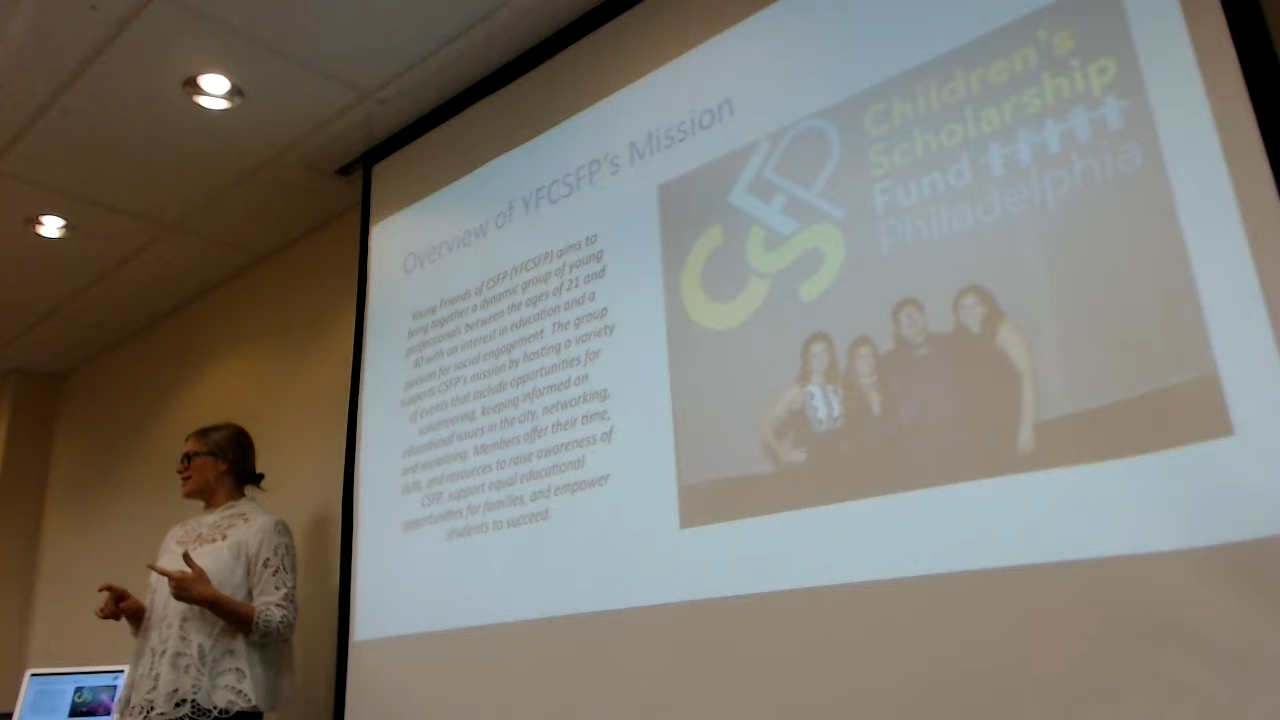 Overview of YFCSFP's Mission
Young Friends of CSFP (YFCSFP) aims to
bring together a dynamic group of young
professionals between the ages of 21 and
40 with an interest in education and a
passion for social engagement. The group
supports CSFP's mission by hosting a variety
of events that include opportunities for
volunteering, keeping informed on
educational issues in the city, networking,
and socializing. Members offer their time,
skills, and resources to raise awareness of
CSFP, support equal educational
opportunities for families, and empower
students to succeed.
CSFP
Children's
Scholarship
Fund
Philadelphia